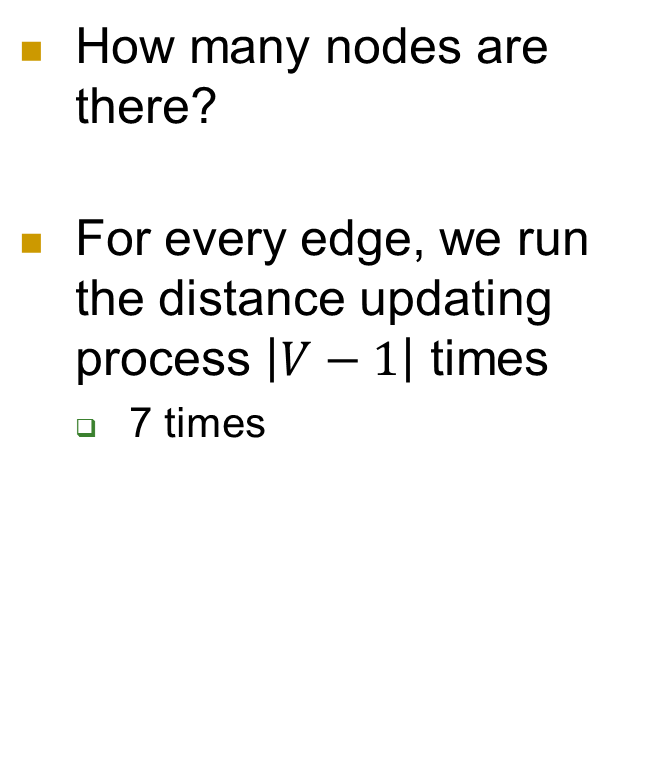 How many nodes are
there?
For every edge, we run
the distance updating
process |V − 1| times
7 times